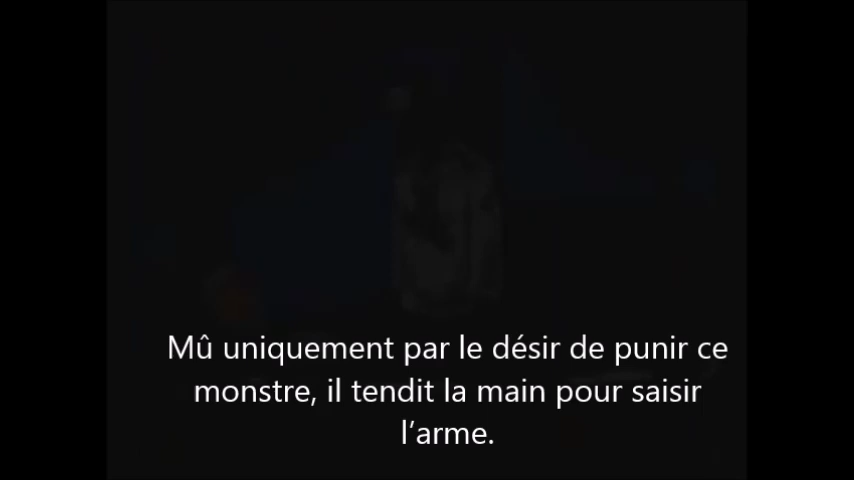 Mû uniquement par le désir de punir ce
monstre, il tendit la main pour saisir
l’arme.